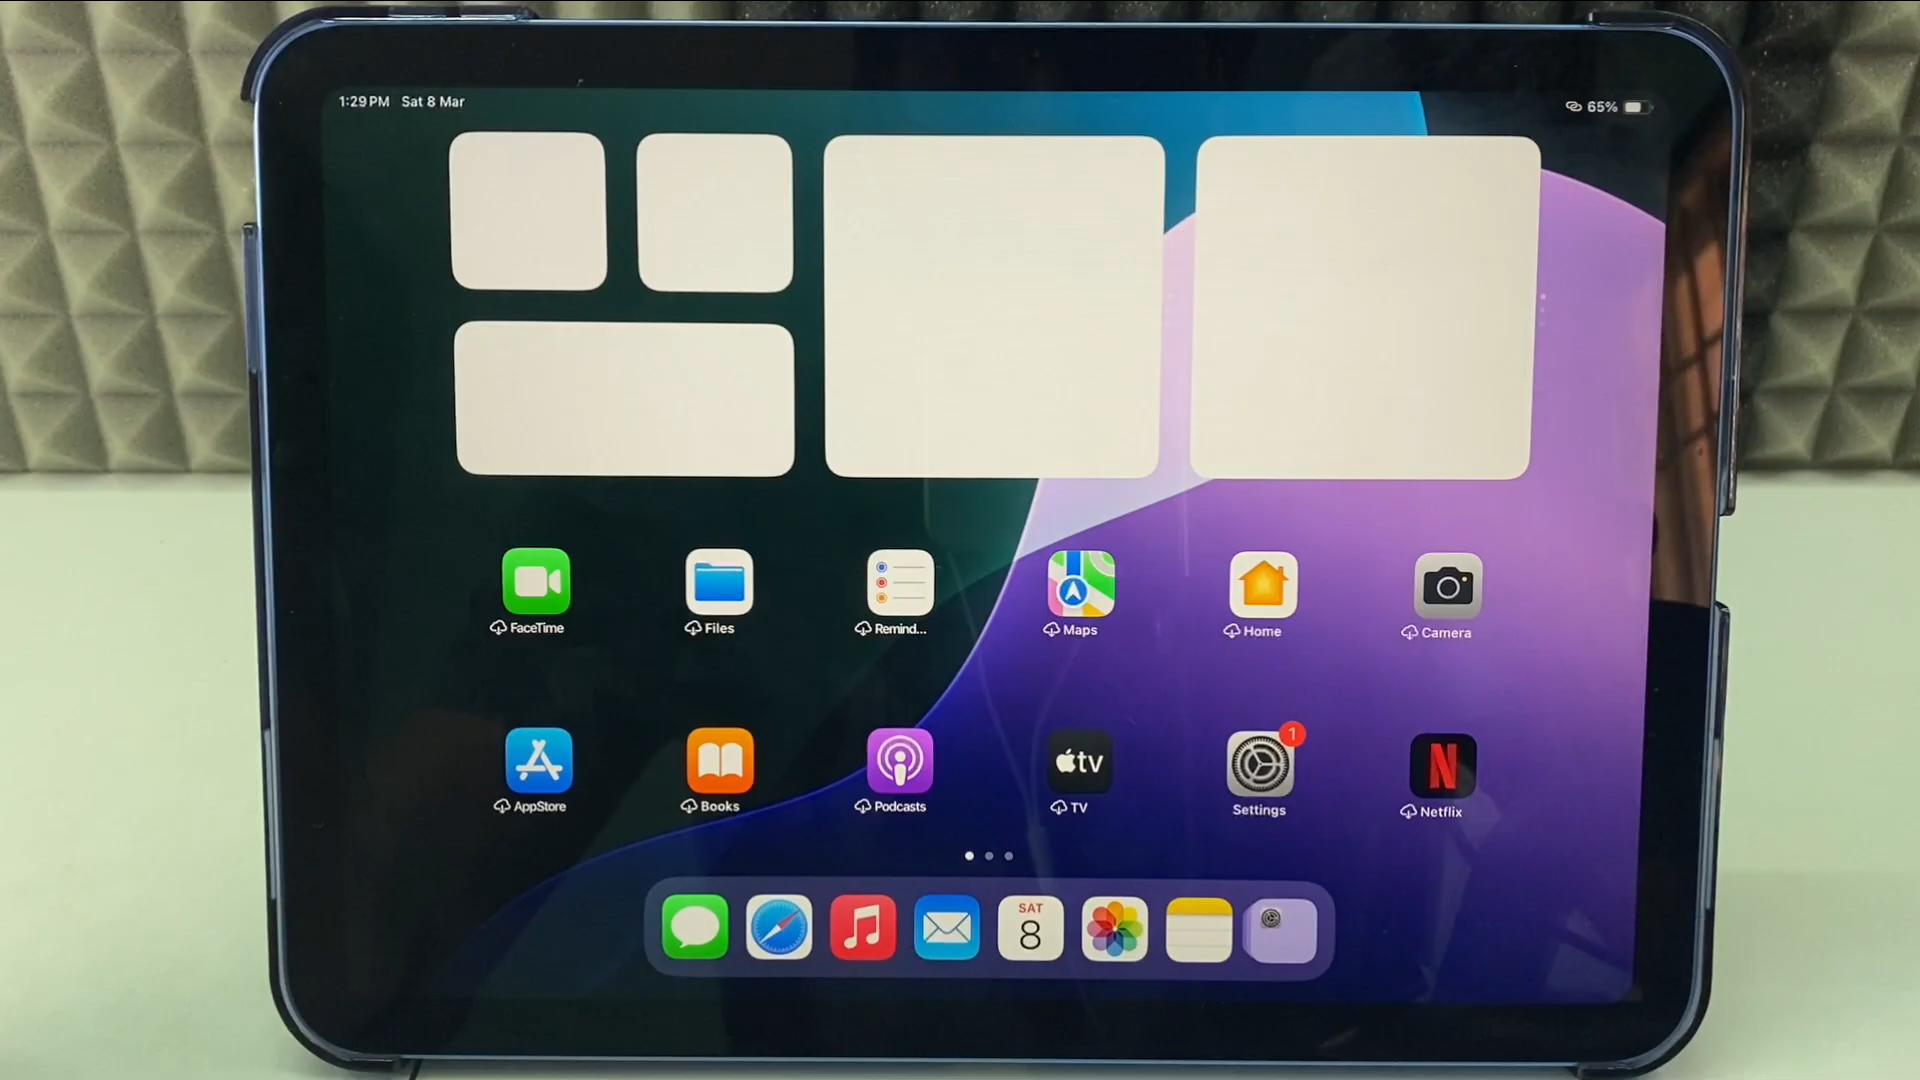 1:29 PM Sat 8 Mar
65%
FaceTime
Files
Remind...
Maps
Home
Camera
AppStore
Books
Podcasts
tv
TV
1
Settings
N
Netflix
SAT
8